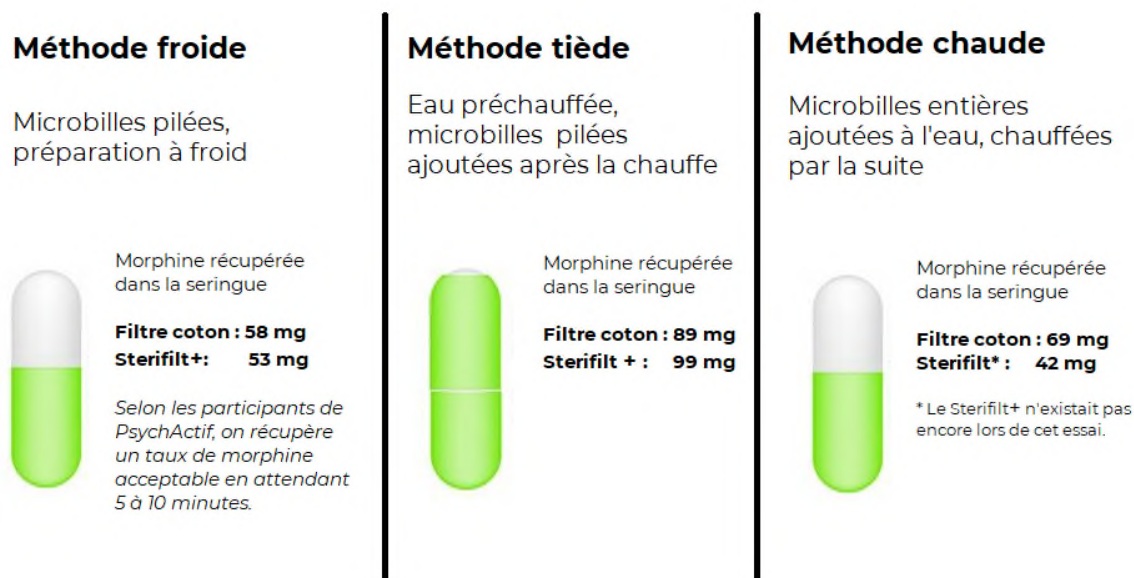 Méthode froide
Microbilles pilées,
préparation à froid
Morphine récupérée
dans la seringue
Filtre coton : 58 mg
Sterifilt+: 53 mg
Selon les participants de
PsychActif, on récupère
un taux de morphine
acceptable en attendant
5 à 10 minutes.
Méthode tiède
Eau préchauffée,
microbilles pilées
ajoutées après la chauffe
Morphine récupérée
dans la seringue
Filtre coton : 89 mg
Sterifilt + : 99 mg
Méthode chaude
Microbilles entières
ajoutées à l'eau, chauffées
par la suite
Morphine récupérée
dans la seringue
Filtre coton : 69 mg
Sterifilt* : 42 mg
* Le Sterifilt+ n'existait pas
encore lors de cet essai.